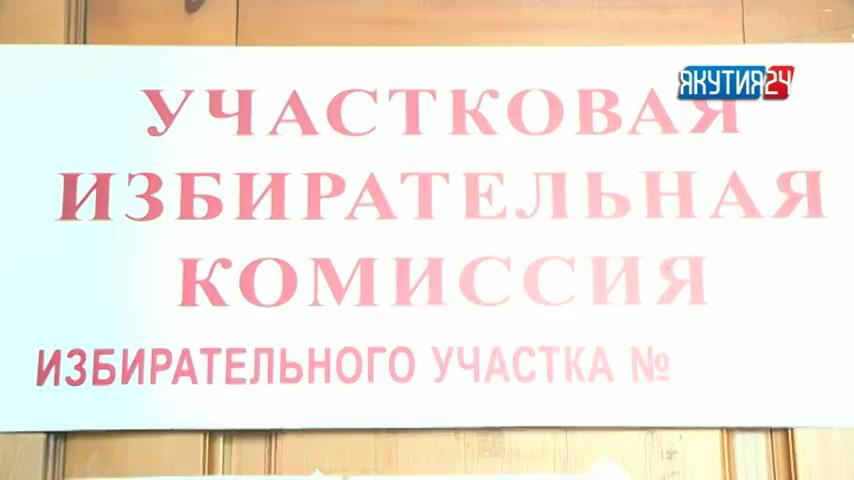 ЯКУТИЯ24
УЧАСТКОВАЯ
ИЗБИРАТЕЛЬНАЯ
КОМИССИЯ
ИЗБИРАТЕЛЬНОГО УЧАСТКА №